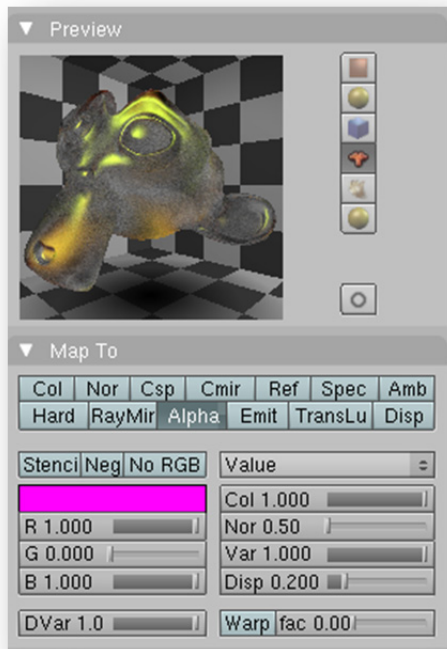 Preview
Map To
Col Nor Csp Cmir Ref Spec Amb
Hard RayMir Alpha Emit TransLu Disp
Stenci Neg No RGB Value
Col 1.000
R 1.000 Nor 0.50
G 0.000 Var 1.000
B 1.000 Disp 0.200
DVar 1.0 Warp fac 0.00